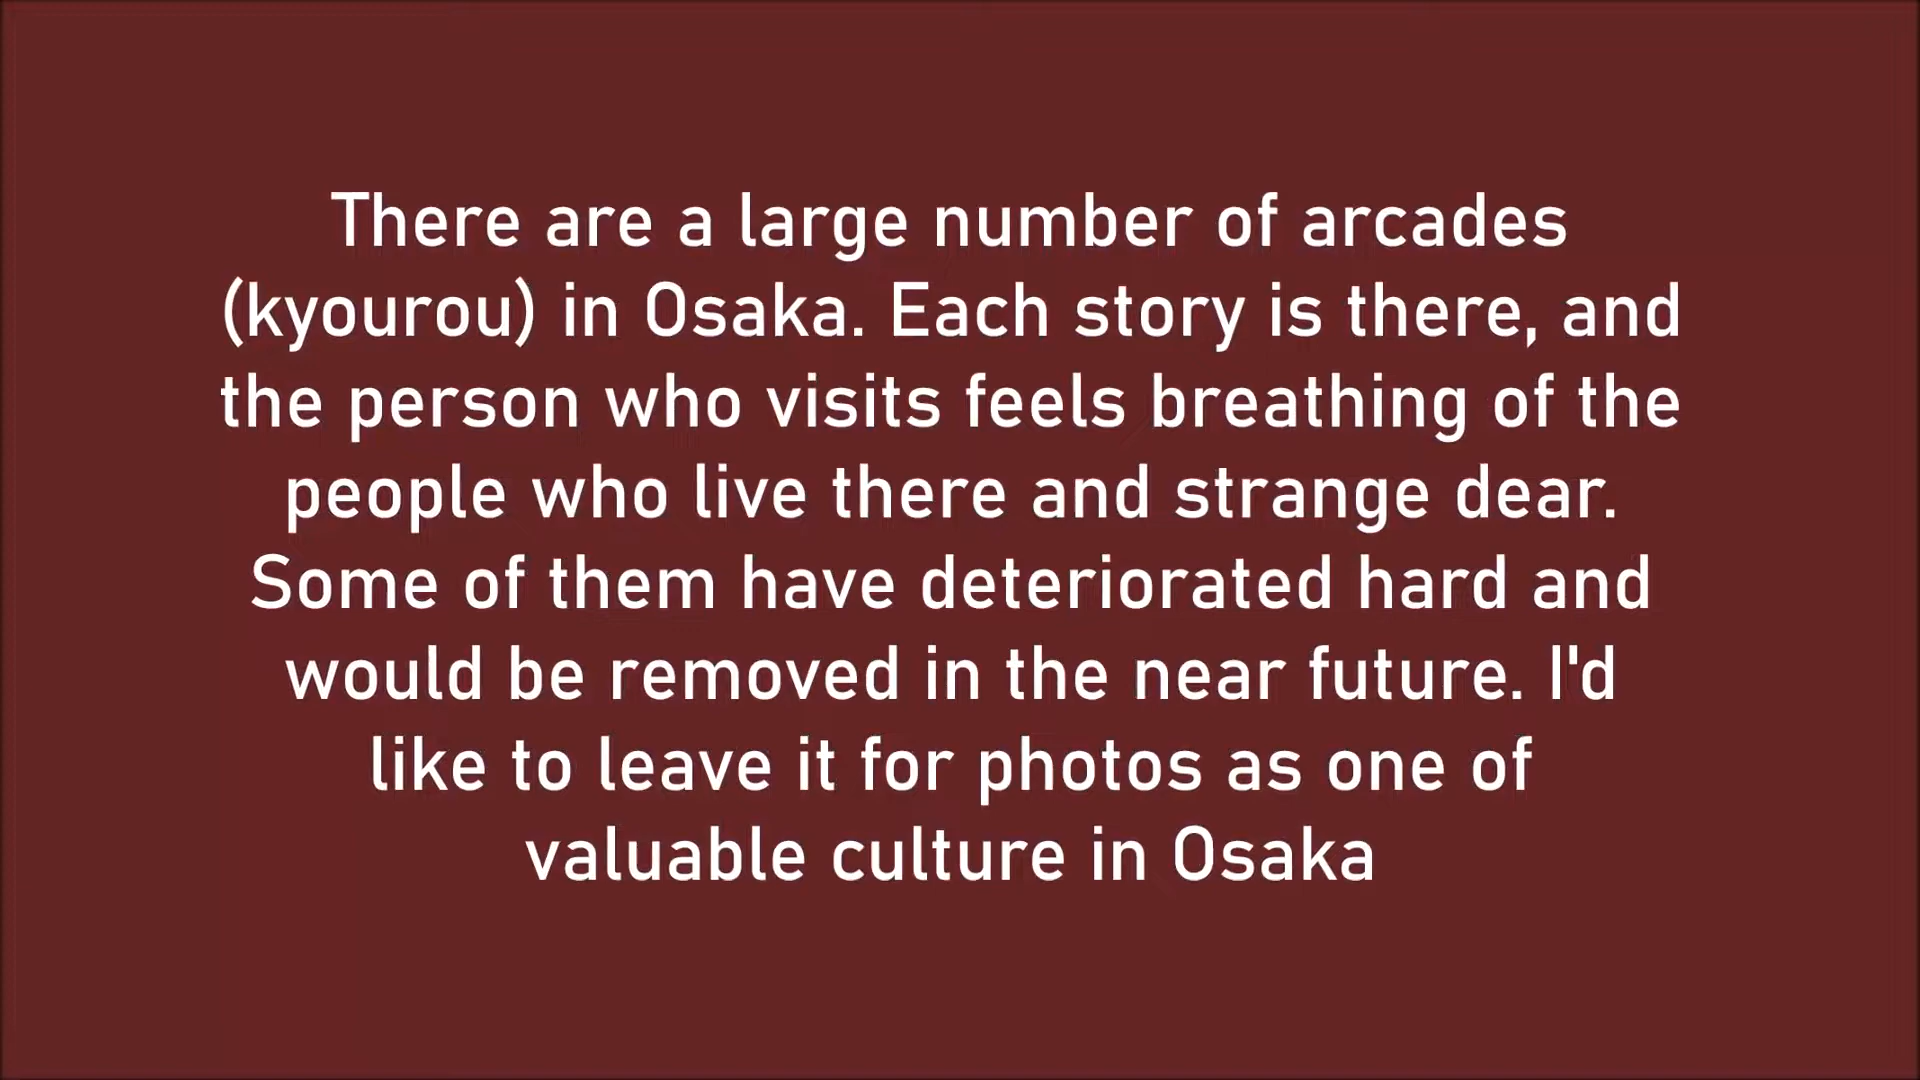 There are a large number of arcades
(kyourou) in Osaka. Each story is there, and
the person who visits feels breathing of the
people who live there and strange dear.
Some of them have deteriorated hard and
would be removed in the near future. I'd
like to leave it for photos as one of
valuable culture in Osaka